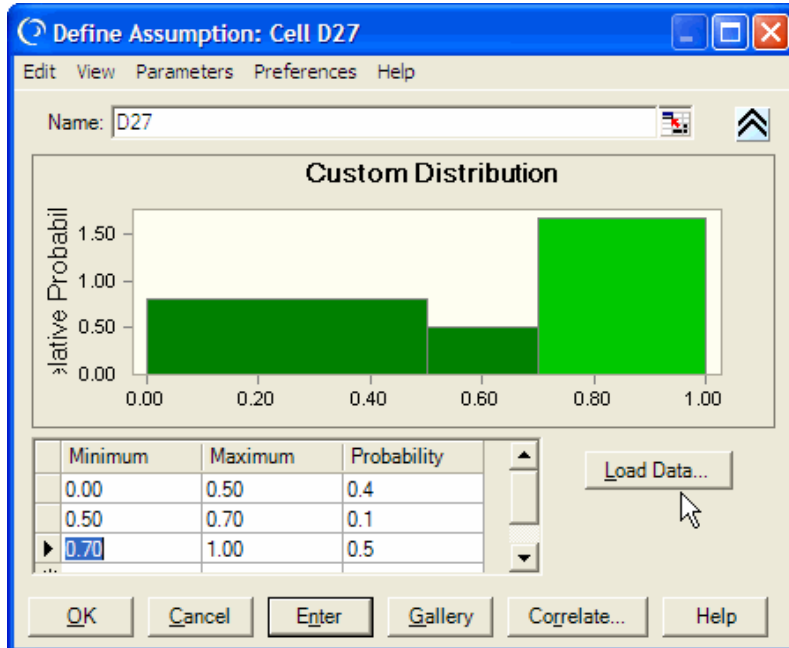 Define Assumption: Cell D27
Edit View Parameters Preferences Help
Name: D27
Custom Distribution
elative Probabil
1.50
1.00
0.50
0.00
0.00 0.20 0.40 0.60 0.80 1.00
Minimum Maximum Probability
0.00 0.50 0.4
0.50 0.70 0.1
0.70 1.00 0.5
Load Data...
OK Cancel Enter Gallery Correlate... Help